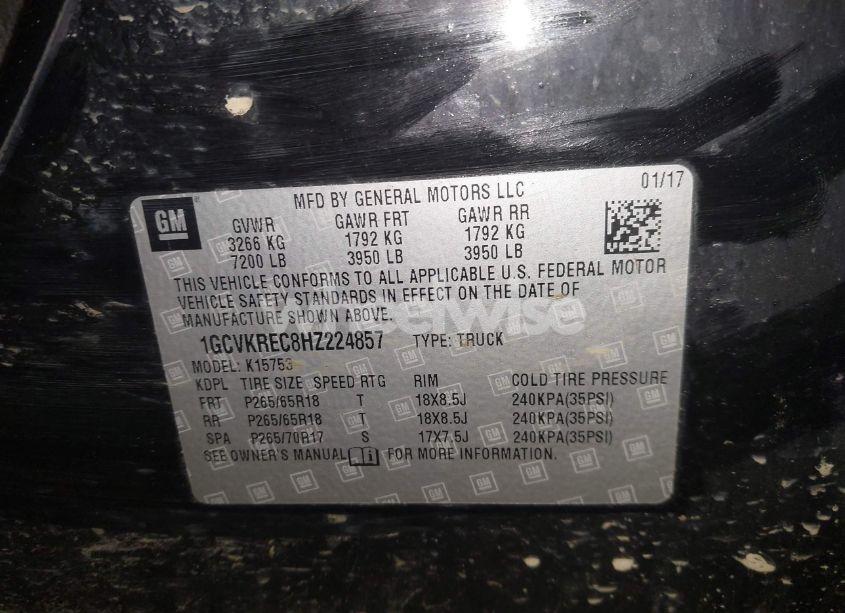 MFD BY GENERAL MOTORS LLC 01/17
GM
GVWR GAWR FRT GAWR RR
3266 KG 1792 KG 1792 KG
7200 LB 3950 LB 3950 LB
THIS VEHICLE CONFORMS TO ALL APPLICABLE U.S. FEDERAL MOTOR
VEHICLE SAFETY STANDARDS IN EFFECT ON THE DATE OF
MANUFACTURE SHOWN ABOVE.
1GCVKREC8HZ224857 TYPE: TRUCK
MODEL: K15753
KDPL TIRE SIZE SPEED RTG RIM COLD TIRE PRESSURE
FRT P265/65R18 T 18X8.5J 240KPA(35PSI)
RR P265/65R18 T 18X8.5J 240KPA(35PSI)
SPA P265/70R17 S 17X7.5J 240KPA(35PSI)
SEE OWNER'S MANUAL FOR MORE INFORMATION.